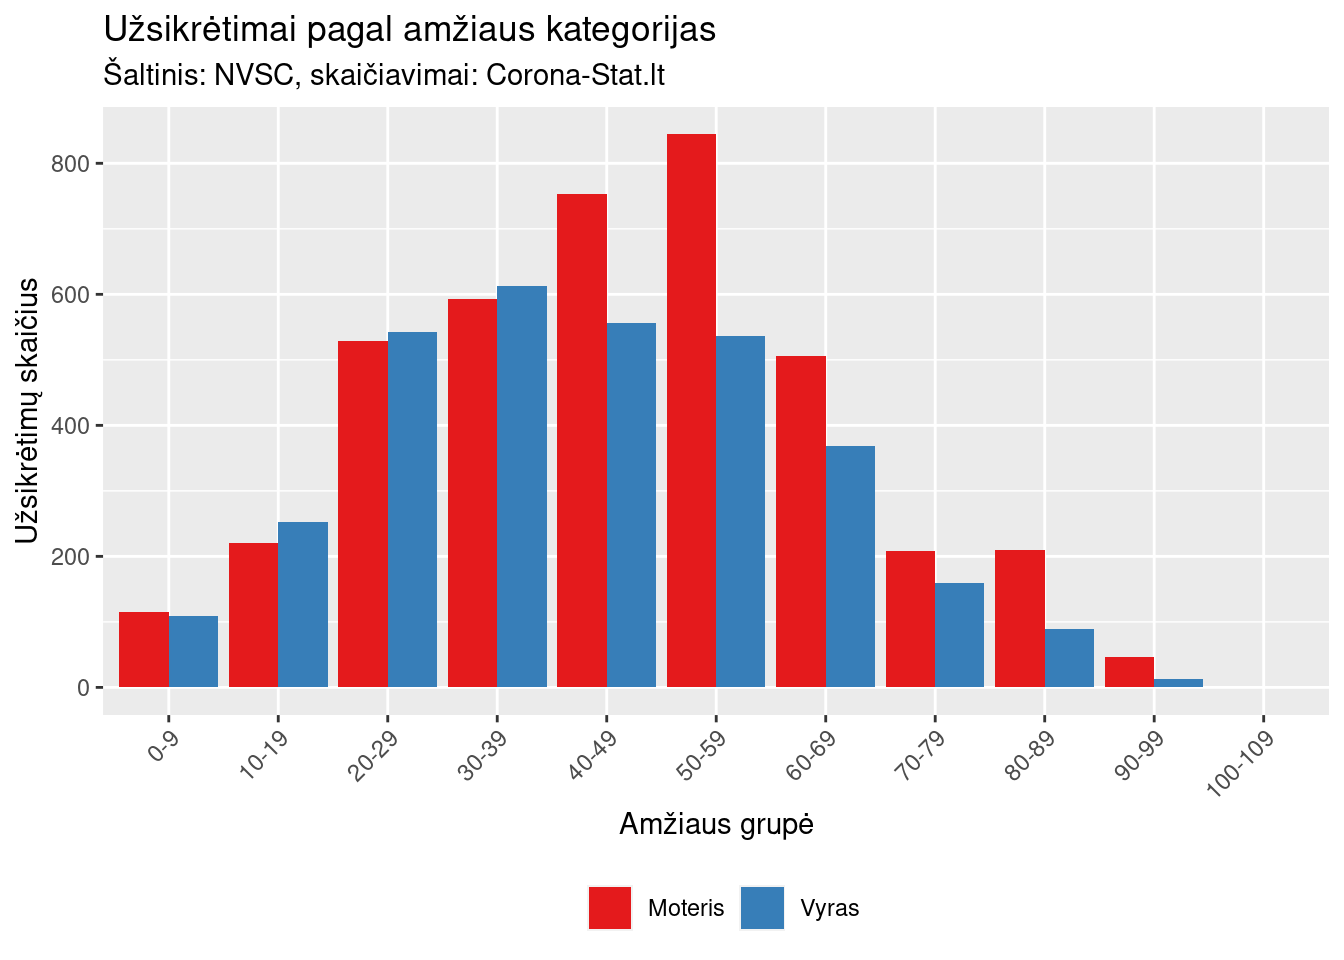 Užsikrėtimai pagal amžiaus kategorijas
Šaltinis: NVSC, skaičiavimai: Corona-Stat.lt
Užsikrėtimų skaičius
800
600
400
200
0
0-9
10-19
20-29
30-39
40-49
50-59
60-69
70-79
80-89
90-99
100-109
Amžiaus grupė
Moteris
Vyras